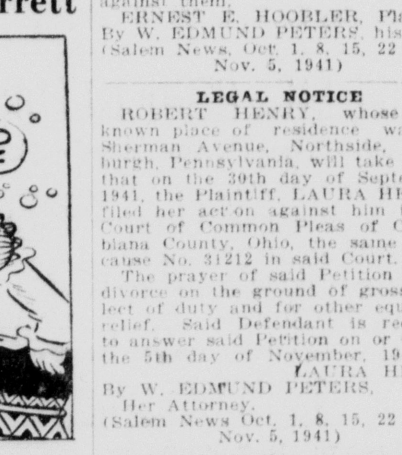 rrett
against them.
ERNEST E. HOOBLER, Pla
By W. EDMUND PETERS, his
(Salem News, Oct. 1, 8, 15, 22
Nov. 5, 1941)
LEGAL NOTICE
ROBERT HENRY, whose
known place of residence wa
Sherman Avenue, Northside,
burgh, Pennsylvania, will take
that on the 30th day of Septe
1941, the Plaintiff, LAURA HE
filed her action against him
Court of Common Pleas of C
biana County, Ohio, the same
cause No. 31212 in said Court.
The prayer of said Petition
divorce on the ground of gros
lect of duty and for other equ
relief. Said Defendant is re
to answer said Petition on or
the 5th day of November, 19
LAURA H
By W. EDMUND PETERS,
Her Attorney.
(Salem News Oct. 1, 8, 15, 22
Nov. 5, 1941)